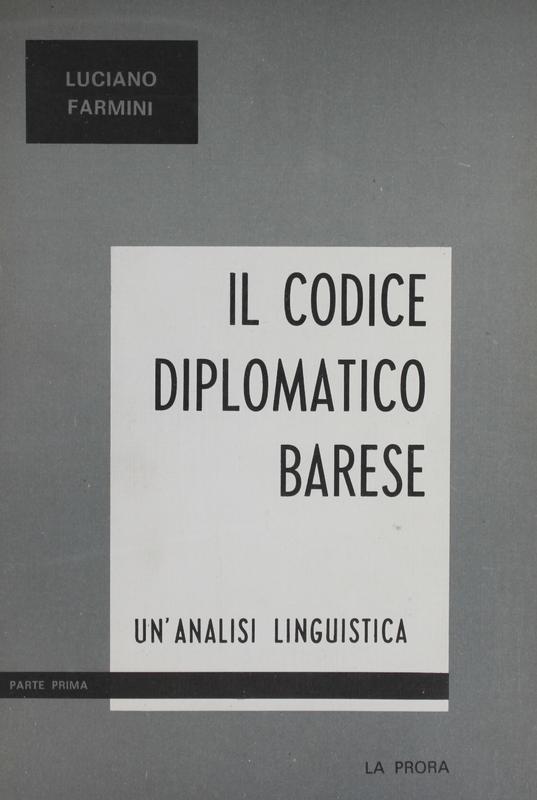 LUCIANO
FARMINI
IL CODICE
DIPLOMATICO
BARESE
UN'ANALISI LINGUISTICA
PARTE PRIMA
LA PRORA